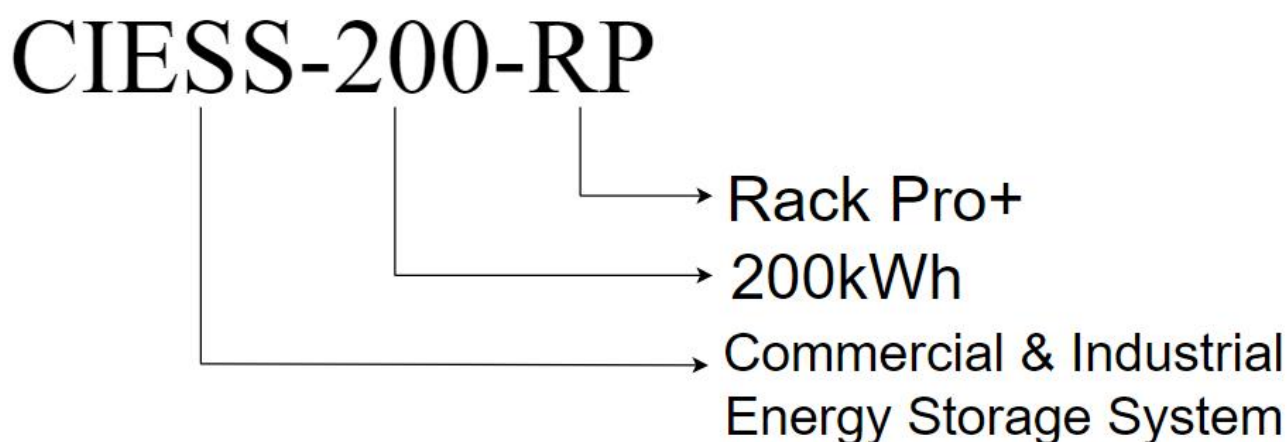 CIESS-200-RP
Rack Pro+
200kWh
Commercial & Industrial
Energy Storage System